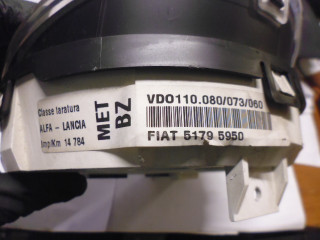 Classe taratura
ALFA - LANCIA
Imp/Km 14 784
MET
BZ
VDO110.080/073/060
FIAT 5179 5950